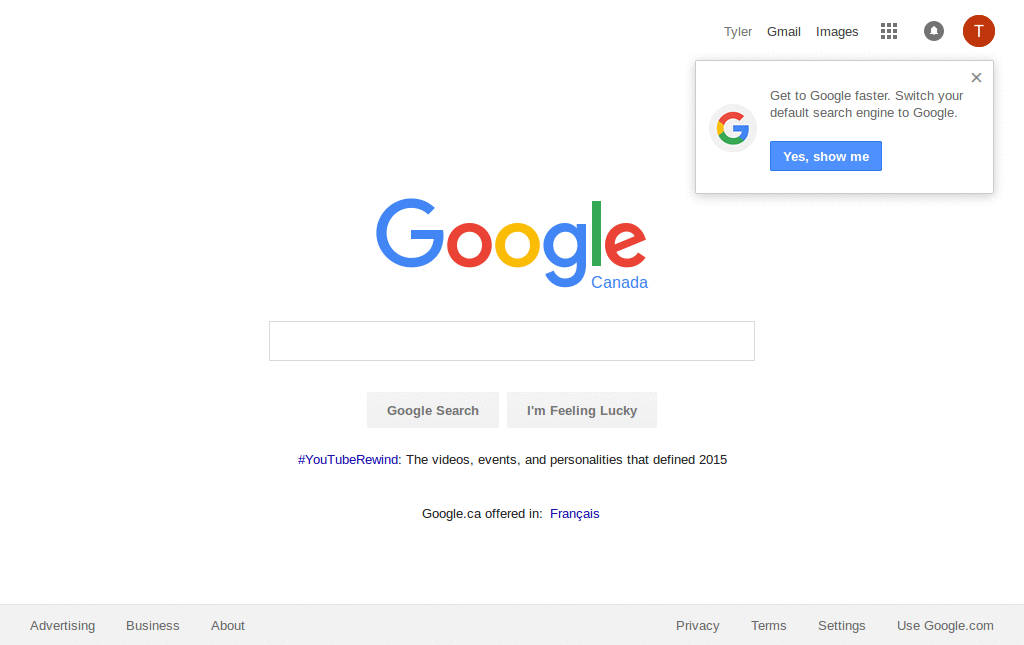 Tyler Gmail Images T
Get to Google faster. Switch your
default search engine to Google.
Yes, show me
Google
Canada
Google Search I'm Feeling Lucky
#YouTubeRewind: The videos, events, and personalities that defined 2015
Google.ca offered in: Français
Advertising Business About Privacy Terms Settings Use Google.com